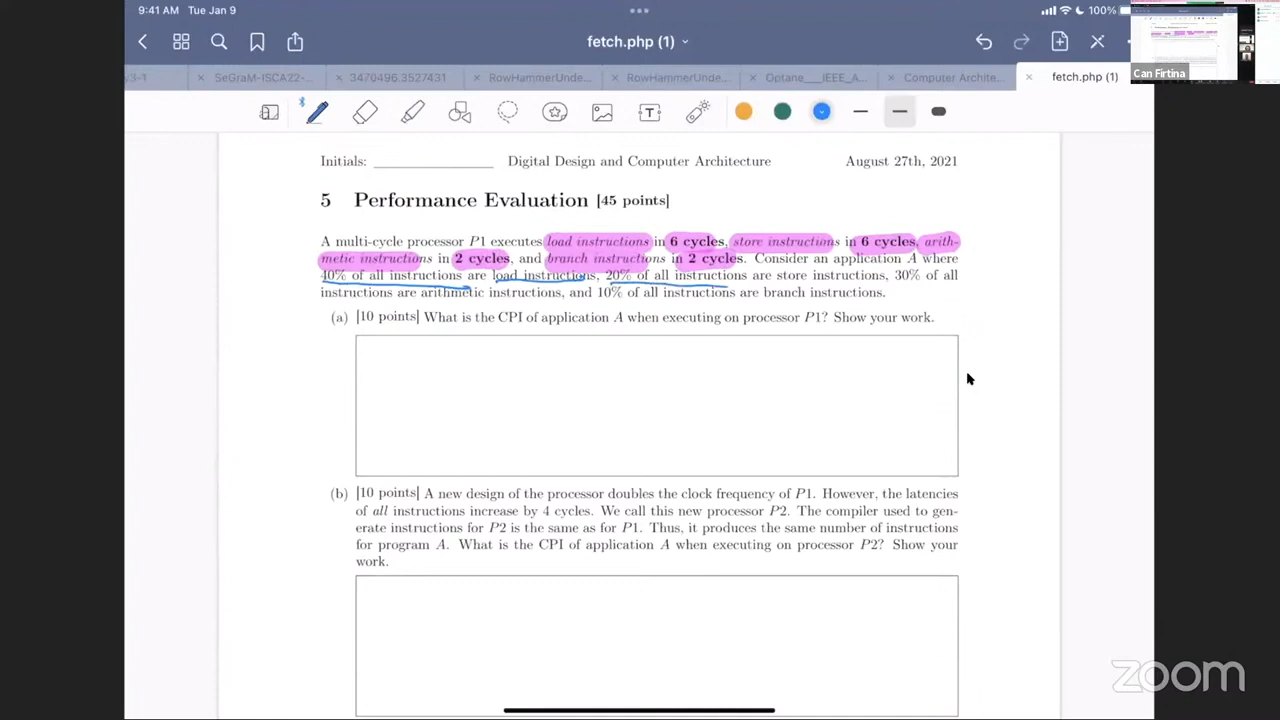 9:41 AM Tue Jan 9
100%
fetch.php (1)
Can Firtina
v3-1
34/30
fetch.php (1)
Initials: Digital Design and Computer Architecture August 27th, 2021
5 Performance Evaluation [45 points]
A multi-cycle processor P1 executes load instructions in 6 cycles, store instructions in 6 cycles, arith-
metic instructions in 2 cycles, and branch instructions in 2 cycles. Consider an application A where
40% of all instructions are load instructions, 20% of all instructions are store instructions, 30% of all
instructions are arithmetic instructions, and 10% of all instructions are branch instructions.
(a) [10 points] What is the CPI of application A when executing on processor P1? Show your work.
(b) [10 points] A new design of the processor doubles the clock frequency of P1. However, the latencies
of all instructions increase by 4 cycles. We call this new processor P2. The compiler used to gen-
erate instructions for P2 is the same as for P1. Thus, it produces the same number of instructions
for program A. What is the CPI of application A when executing on processor P2? Show your
work.
zoom